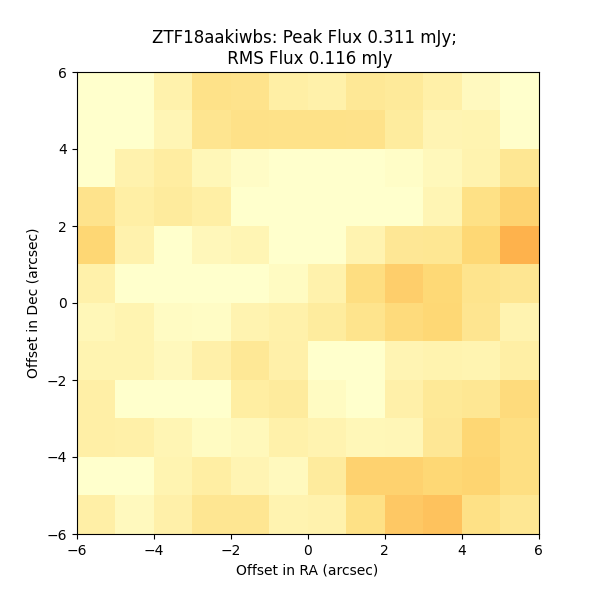 ZTF18aakiwbs: Peak Flux 0.311 mJy;
RMS Flux 0.116 mJy
6
4
2
0
−2
−4
−6
Offset in Dec (arcsec)
−6 −4 −2 0 2 4 6
Offset in RA (arcsec)